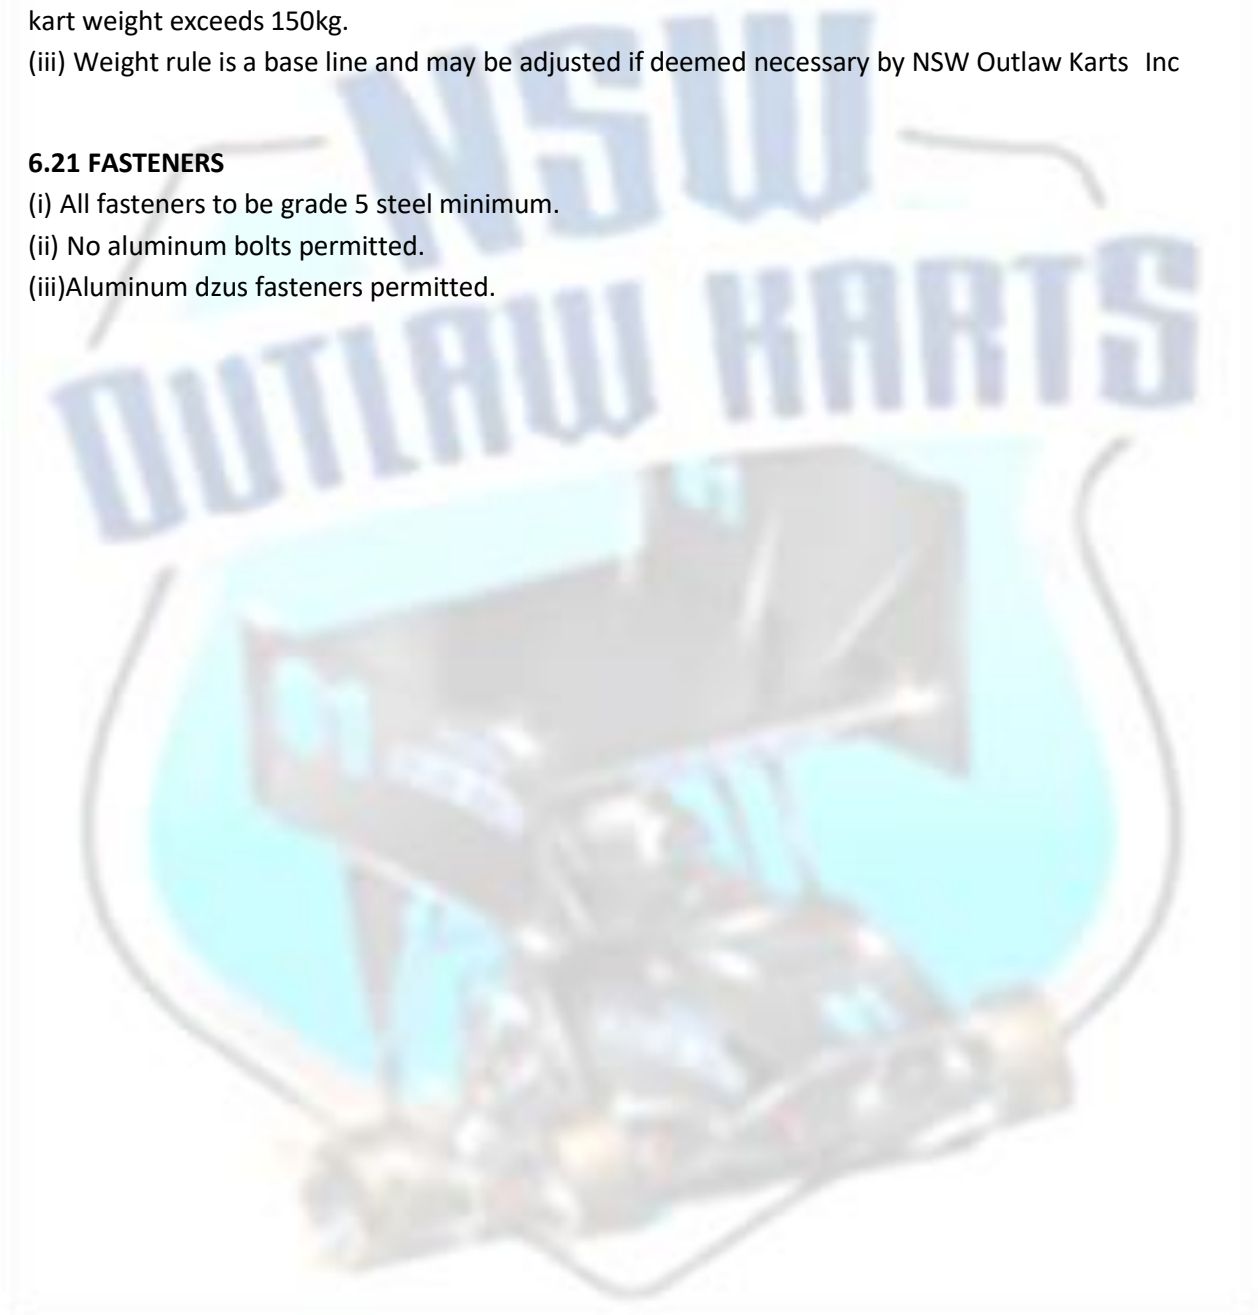 kart weight exceeds 150kg.
(iii) Weight rule is a base line and may be adjusted if deemed necessary by NSW Outlaw Karts  Inc
6.21 FASTENERS
(i) All fasteners to be grade 5 steel minimum.
(ii) No aluminum bolts permitted.
(iii)Aluminum dzus fasteners permitted.
NSW
OUTLAW KARTS